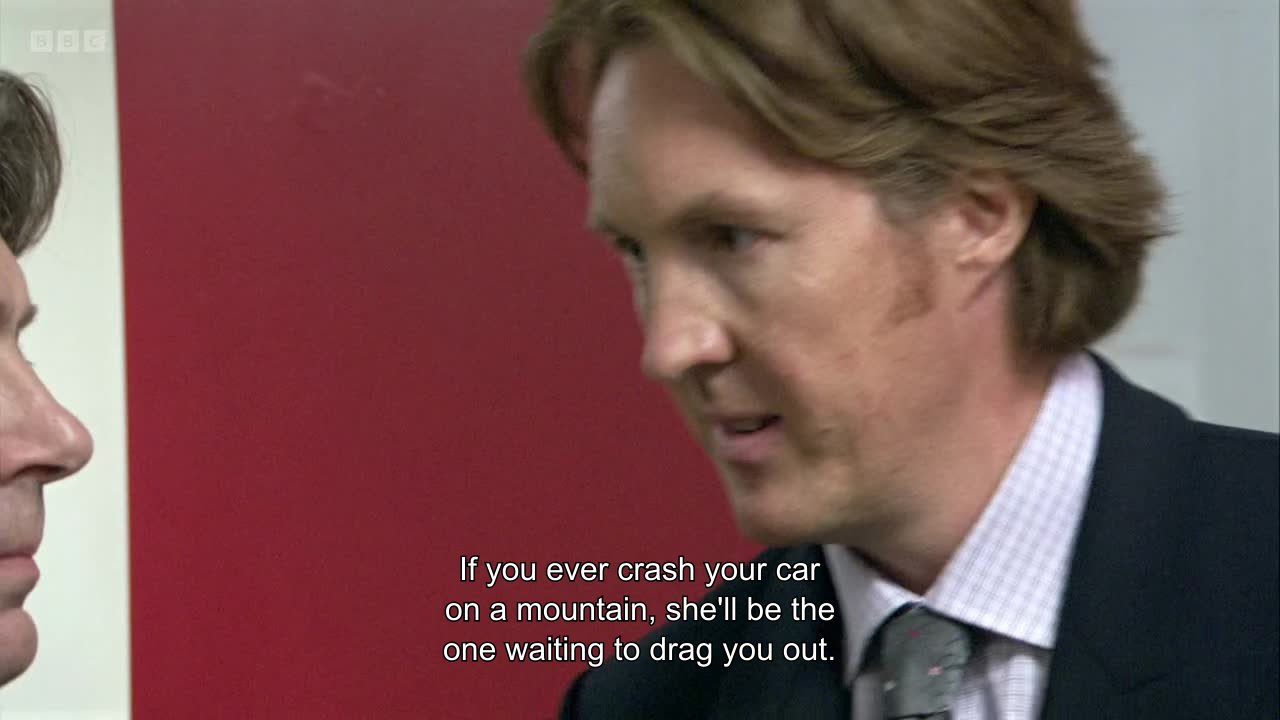 BBC
If you ever crash your car
on a mountain, she'll be the
one waiting to drag you out.